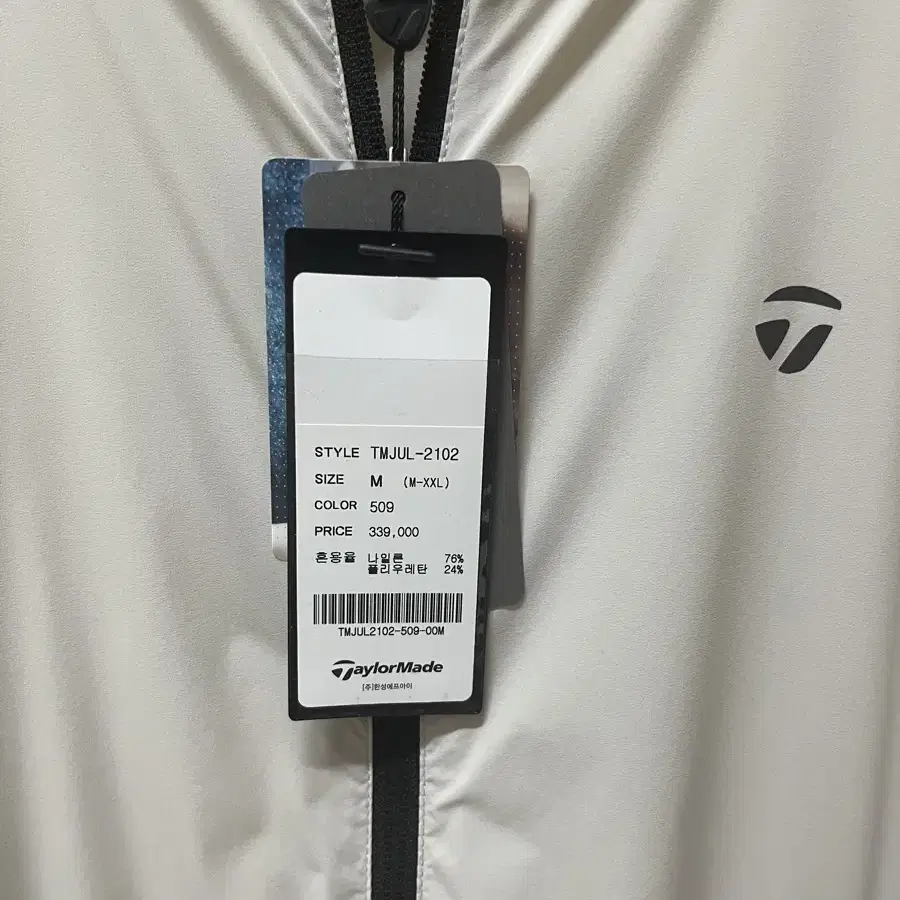 STYLE TMJUL-2102
SIZE M (M-XXL)
COLOR 509
PRICE 339,000
혼용율 나일론 76%
폴리우레탄 24%
TMJUL2102-509-00M
TaylorMade
[주]한성에프아이